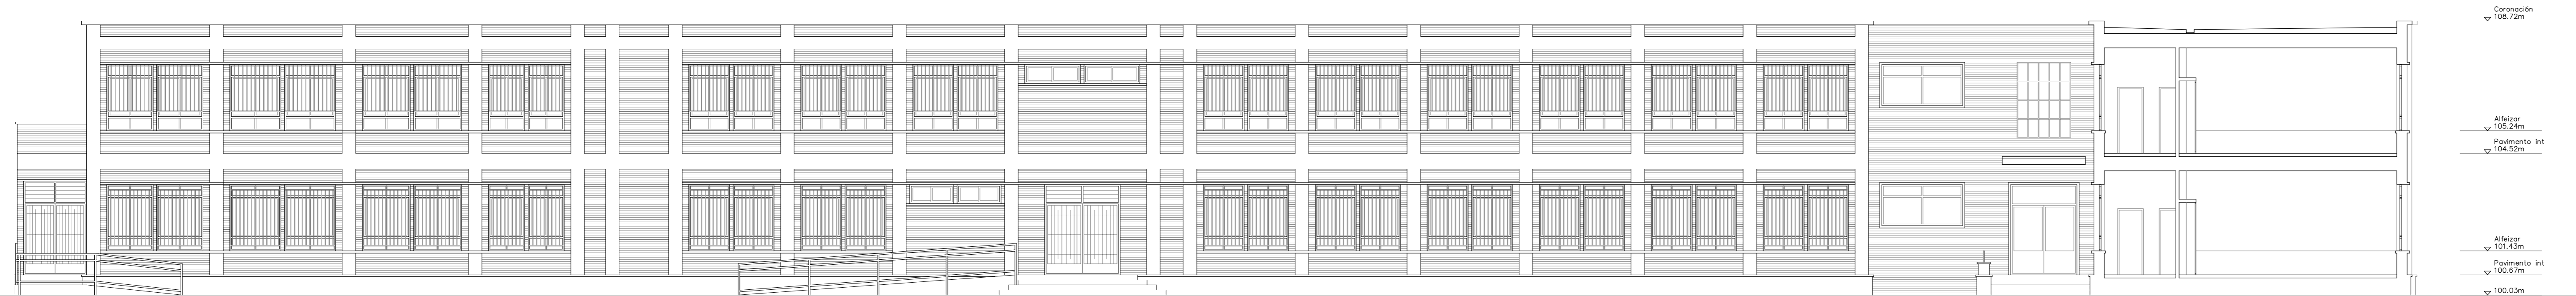 Coronación
108.72m
Alfeizar
105.24m
Pavimento int
104.52m
Alfeizar
101.43m
Pavimento int
100.67m
100.03m